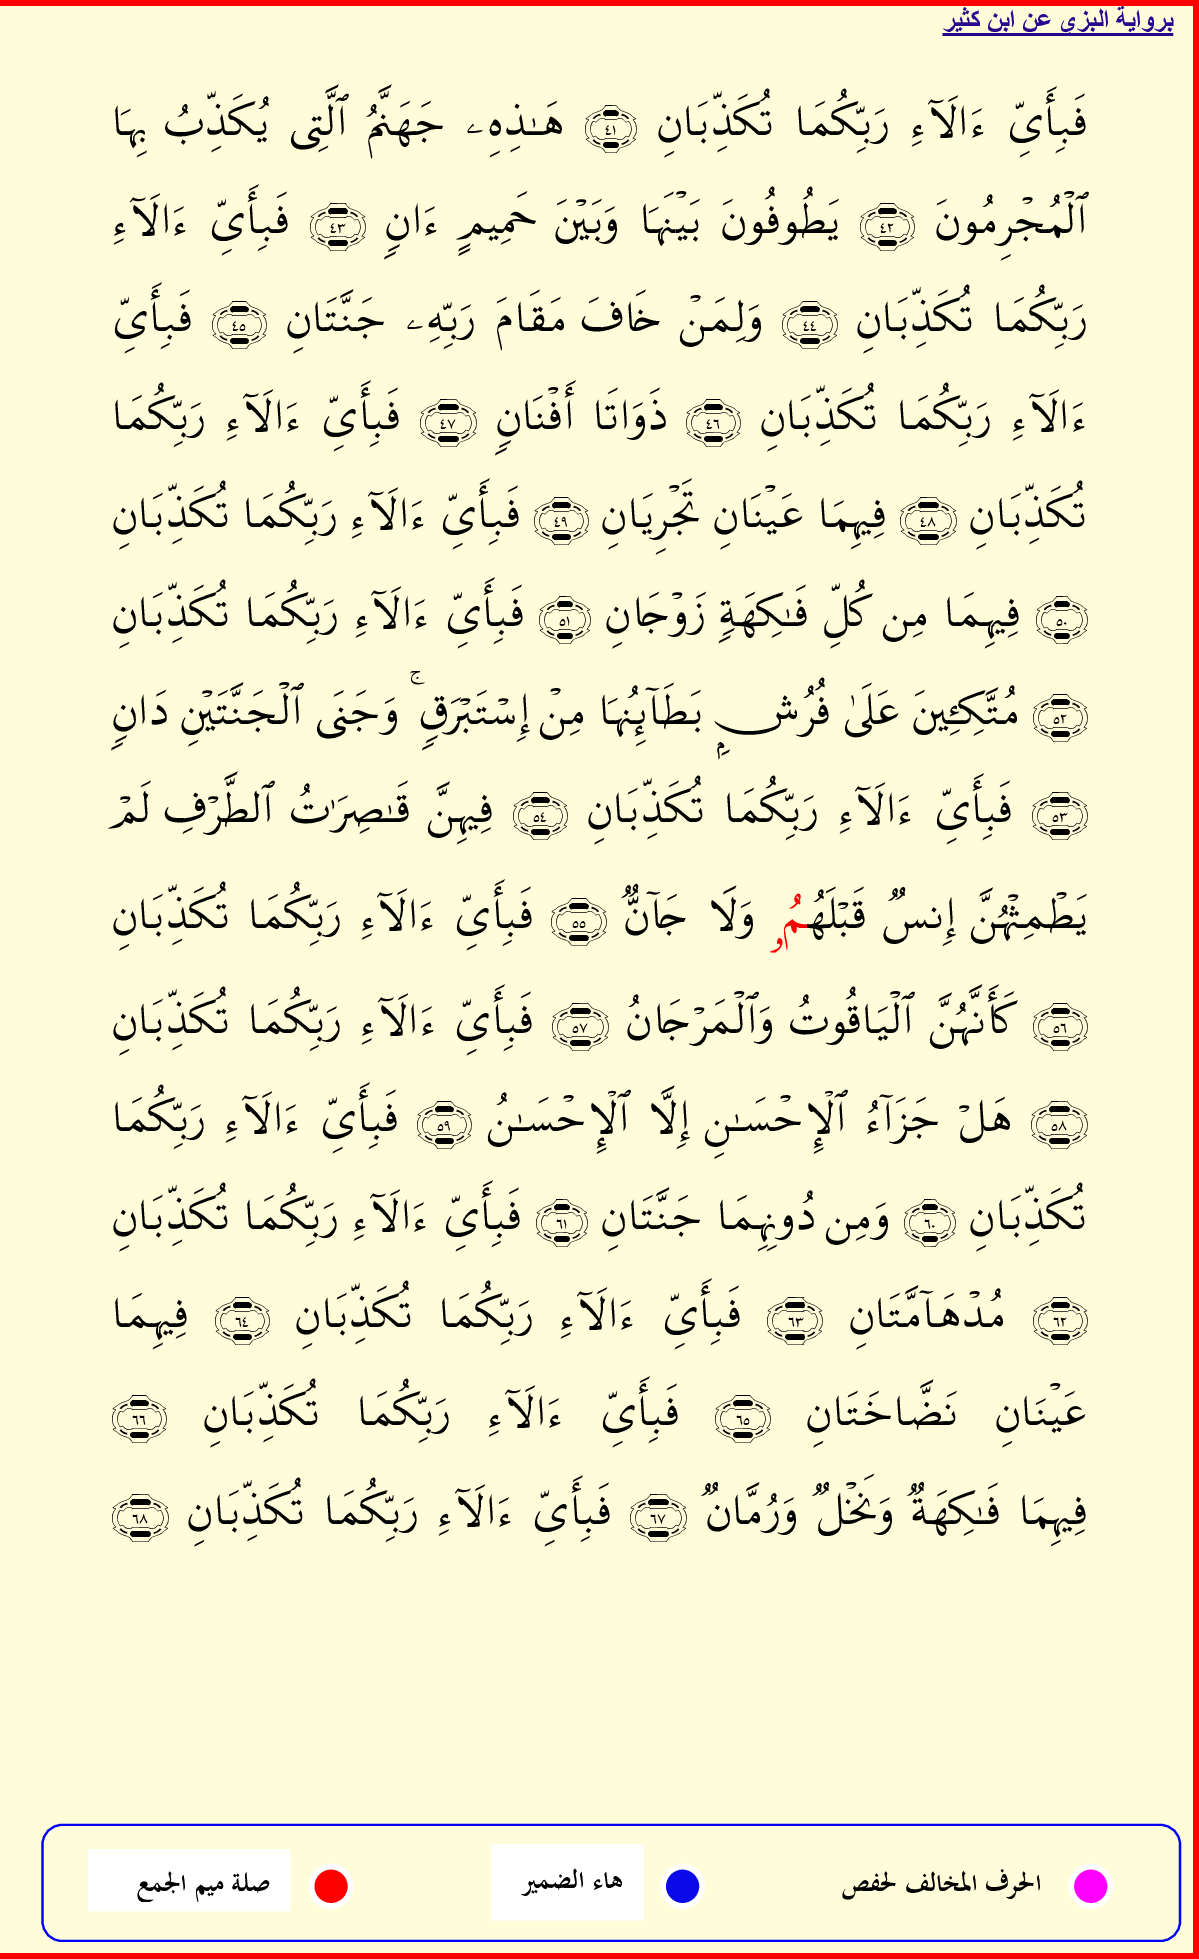 برواية البزي عن ابن كثير
فَبِأَيِّ ءَالَآءِ رَبِّكُمَا تُكَذِّبَانِ ٤١ هَـٰذِهِۦ جَهَنَّمُ ٱلَّتِى يُكَذِّبُ بِهَا
ٱلْمُجْرِمُونَ ٤٢ يَطُوفُونَ بَيْنَهَا وَبَيْنَ حَمِيمٍ ءَانٍ ٤٣ فَبِأَىِّ ءَالَآءِ
رَبِّكُمَا تُكَذِّبَانِ ٤٤ وَلِمَنْ خَافَ مَقَامَ رَبِّهِۦ جَنَّتَانِ ٤٥ فَبِأَىِّ
ءَالَآءِ رَبِّكُمَا تُكَذِّبَانِ ٤٦ ذَوَاتَا أَفْنَانٍ ٤٧ فَبِأَىِّ ءَالَآءِ رَبِّكُمَا
تُكَذِّبَانِ ٤٨ فِيهِمَا عَيْنَانِ تَجْرِيَانِ ٤٩ فَبِأَىِّ ءَالَآءِ رَبِّكُمَا تُكَذِّبَانِ
٥٠ فِيهِمَا مِن كُلِّ فَـٰكِهَةٍ زَوْجَانِ ٥١ فَبِأَىِّ ءَالَآءِ رَبِّكُمَا تُكَذِّبَانِ
٥٢ مُتَّكِـِٔينَ عَلَىٰ فُرُشٍۭ بَطَآئِنُهَا مِنْ إِسْتَبْرَقٍ ۚ وَجَنَى ٱلْجَنَّتَيْنِ دَانٍ
٥٣ فَبِأَىِّ ءَالَآءِ رَبِّكُمَا تُكَذِّبَانِ ٥٤ فِيهِنَّ قَـٰصِرَٰتُ ٱلطَّرْفِ لَمْ
يَطْمِثْهُنَّ إِنسٌ قَبْلَهُمُۥ وَلَا جَآنٌّ ٥٥ فَبِأَىِّ ءَالَآءِ رَبِّكُمَا تُكَذِّبَانِ
٥٦ كَأَنَّهُنَّ ٱلْيَاقُوتُ وَٱلْمَرْجَانُ ٥٧ فَبِأَىِّ ءَالَآءِ رَبِّكُمَا تُكَذِّبَانِ
٥٨ هَلْ جَزَآءُ ٱلْإِحْسَـٰنِ إِلَّا ٱلْإِحْسَـٰنُ ٥٩ فَبِأَىِّ ءَالَآءِ رَبِّكُمَا
تُكَذِّبَانِ ٦٠ وَمِن دُونِهِمَا جَنَّتَانِ ٦١ فَبِأَىِّ ءَالَآءِ رَبِّكُمَا تُكَذِّبَانِ
٦٢ مُدْهَآمَّتَانِ ٦٣ فَبِأَىِّ ءَالَآءِ رَبِّكُمَا تُكَذِّبَانِ ٦٤ فِيهِمَا
عَيْنَانِ نَضَّاخَتَانِ ٦٥ فَبِأَىِّ ءَالَآءِ رَبِّكُمَا تُكَذِّبَانِ ٦٦
فِيهِمَا فَـٰكِهَةٌ وَنَخْلٌ وَرُمَّانٌ ٦٧ فَبِأَىِّ ءَالَآءِ رَبِّكُمَا تُكَذِّبَانِ ٦٨
الحرف المخالف لحفص هاء الضمير صلة ميم الجمع